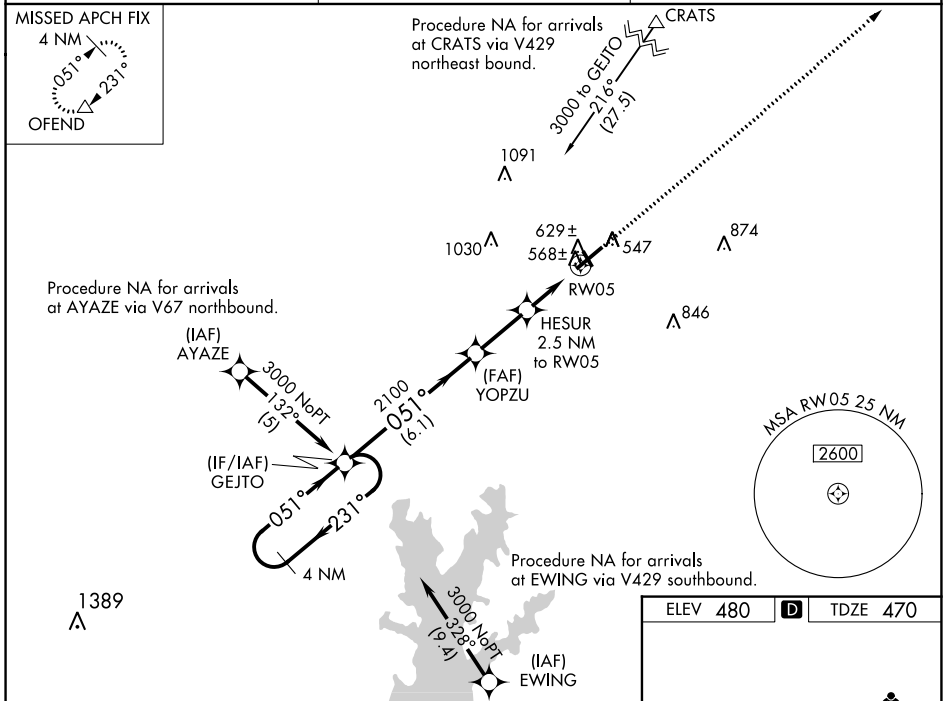 MISSED APCH FIX
4 NM
051°
231°
OFEND
Procedure NA for arrivals
at CRATS via V429
northeast bound.
CRATS
3000 to GEJTO
216°
(27.5)
1091
1030
629±
568±
547
874
RW05
846
HESUR
2.5 NM
to RW05
Procedure NA for arrivals
at AYAZE via V67 northbound.
(IAF)
AYAZE
3000 NoPT
132°
(5)
(FAF)
YOPZU
2100
051°
(6.1)
(IF/IAF)
GEJTO
051°
231°
4 NM
MSA RW05 25 NM
2600
Procedure NA for arrivals
at EWING via V429 southbound.
3000 NoPT
328°
(9.4)
(IAF)
EWING
1389
ELEV 480 D TDZE 470